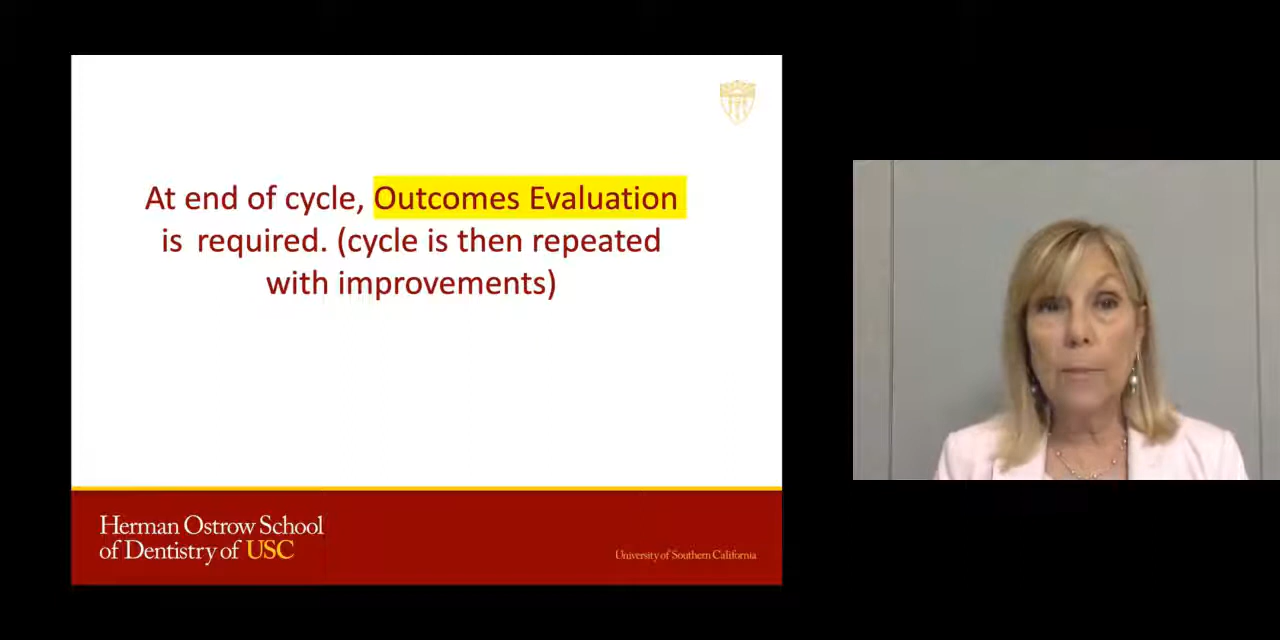 At end of cycle, Outcomes Evaluation
is required. (cycle is then repeated
with improvements)
Herman Ostrow School
of Dentistry of USC
University of Southern California